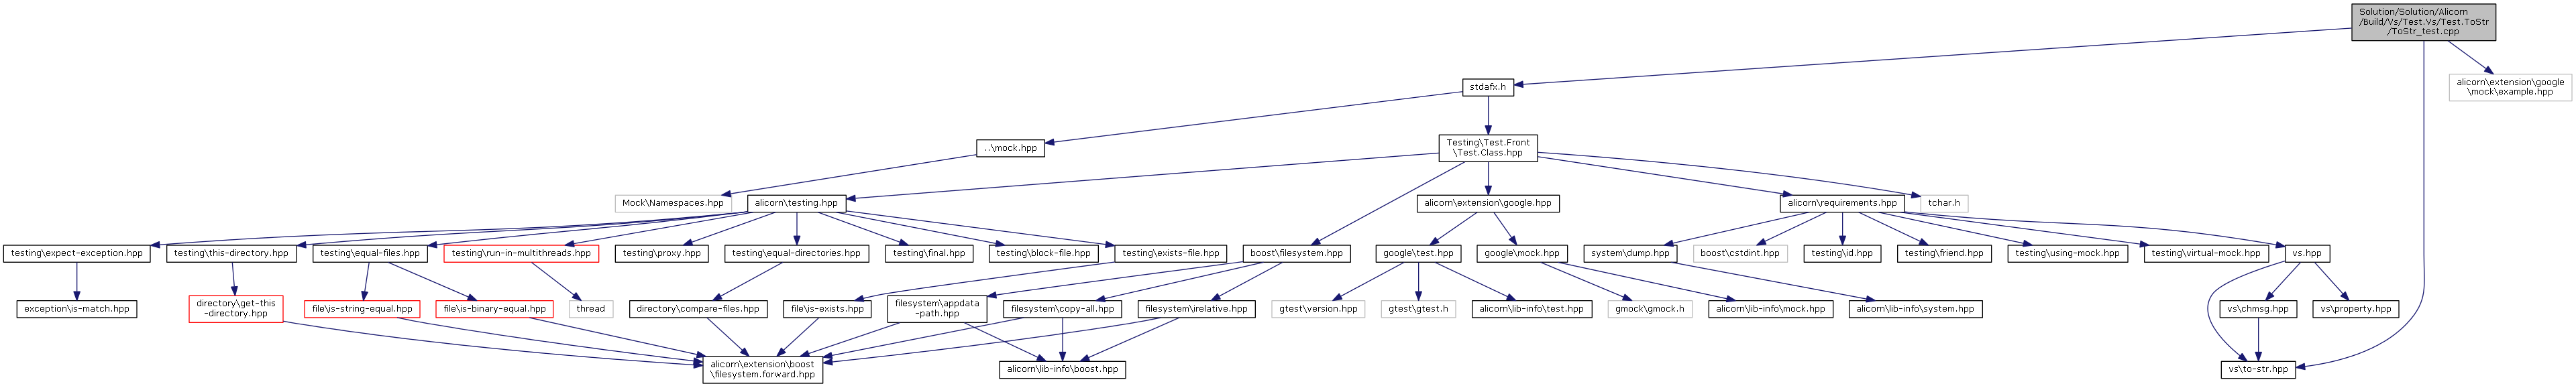 Solution/Solution/Alicorn
/Build/Vs/Test.Vs/Test.ToStr
/ToStr_test.cpp
stdafx.h
alicorn\extension\google
\mock\example.hpp
..\mock.hpp
Testing\Test.Front
\Test.Class.hpp
Mock\Namespaces.hpp
alicorn\testing.hpp
alicorn\extension\google.hpp
alicorn\requirements.hpp
tchar.h
testing\expect-exception.hpp
testing\this-directory.hpp
testing\equal-files.hpp
testing\run-in-multithreads.hpp
testing\proxy.hpp
testing\equal-directories.hpp
testing\final.hpp
testing\block-file.hpp
testing\exists-file.hpp
boost\filesystem.hpp
google\test.hpp
google\mock.hpp
system\dump.hpp
boost\cstdint.hpp
testing\id.hpp
testing\friend.hpp
testing\using-mock.hpp
testing\virtual-mock.hpp
vs.hpp
exception\is-match.hpp
directory\get-this
-directory.hpp
file\is-string-equal.hpp
file\is-binary-equal.hpp
thread
directory\compare-files.hpp
file\is-exists.hpp
filesystem\appdata
-path.hpp
filesystem\copy-all.hpp
filesystem\irelative.hpp
gtest\version.hpp
gtest\gtest.h
alicorn\lib-info\test.hpp
gmock\gmock.h
alicorn\lib-info\mock.hpp
alicorn\lib-info\system.hpp
vs\chmsg.hpp
vs\property.hpp
alicorn\extension\boost
\filesystem.forward.hpp
alicorn\lib-info\boost.hpp
vs\to-str.hpp